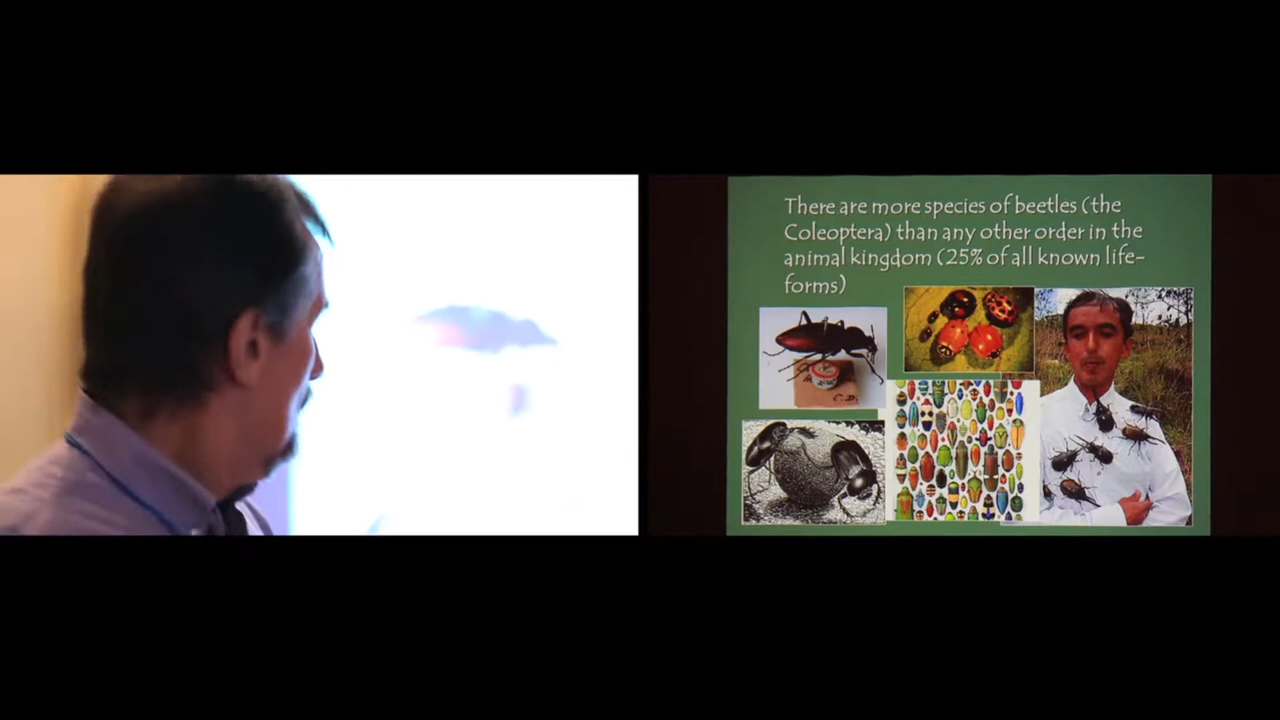 There are more species of beetles (the
Coleoptera) than any other order in the
animal kingdom (25% of all known life-
forms)